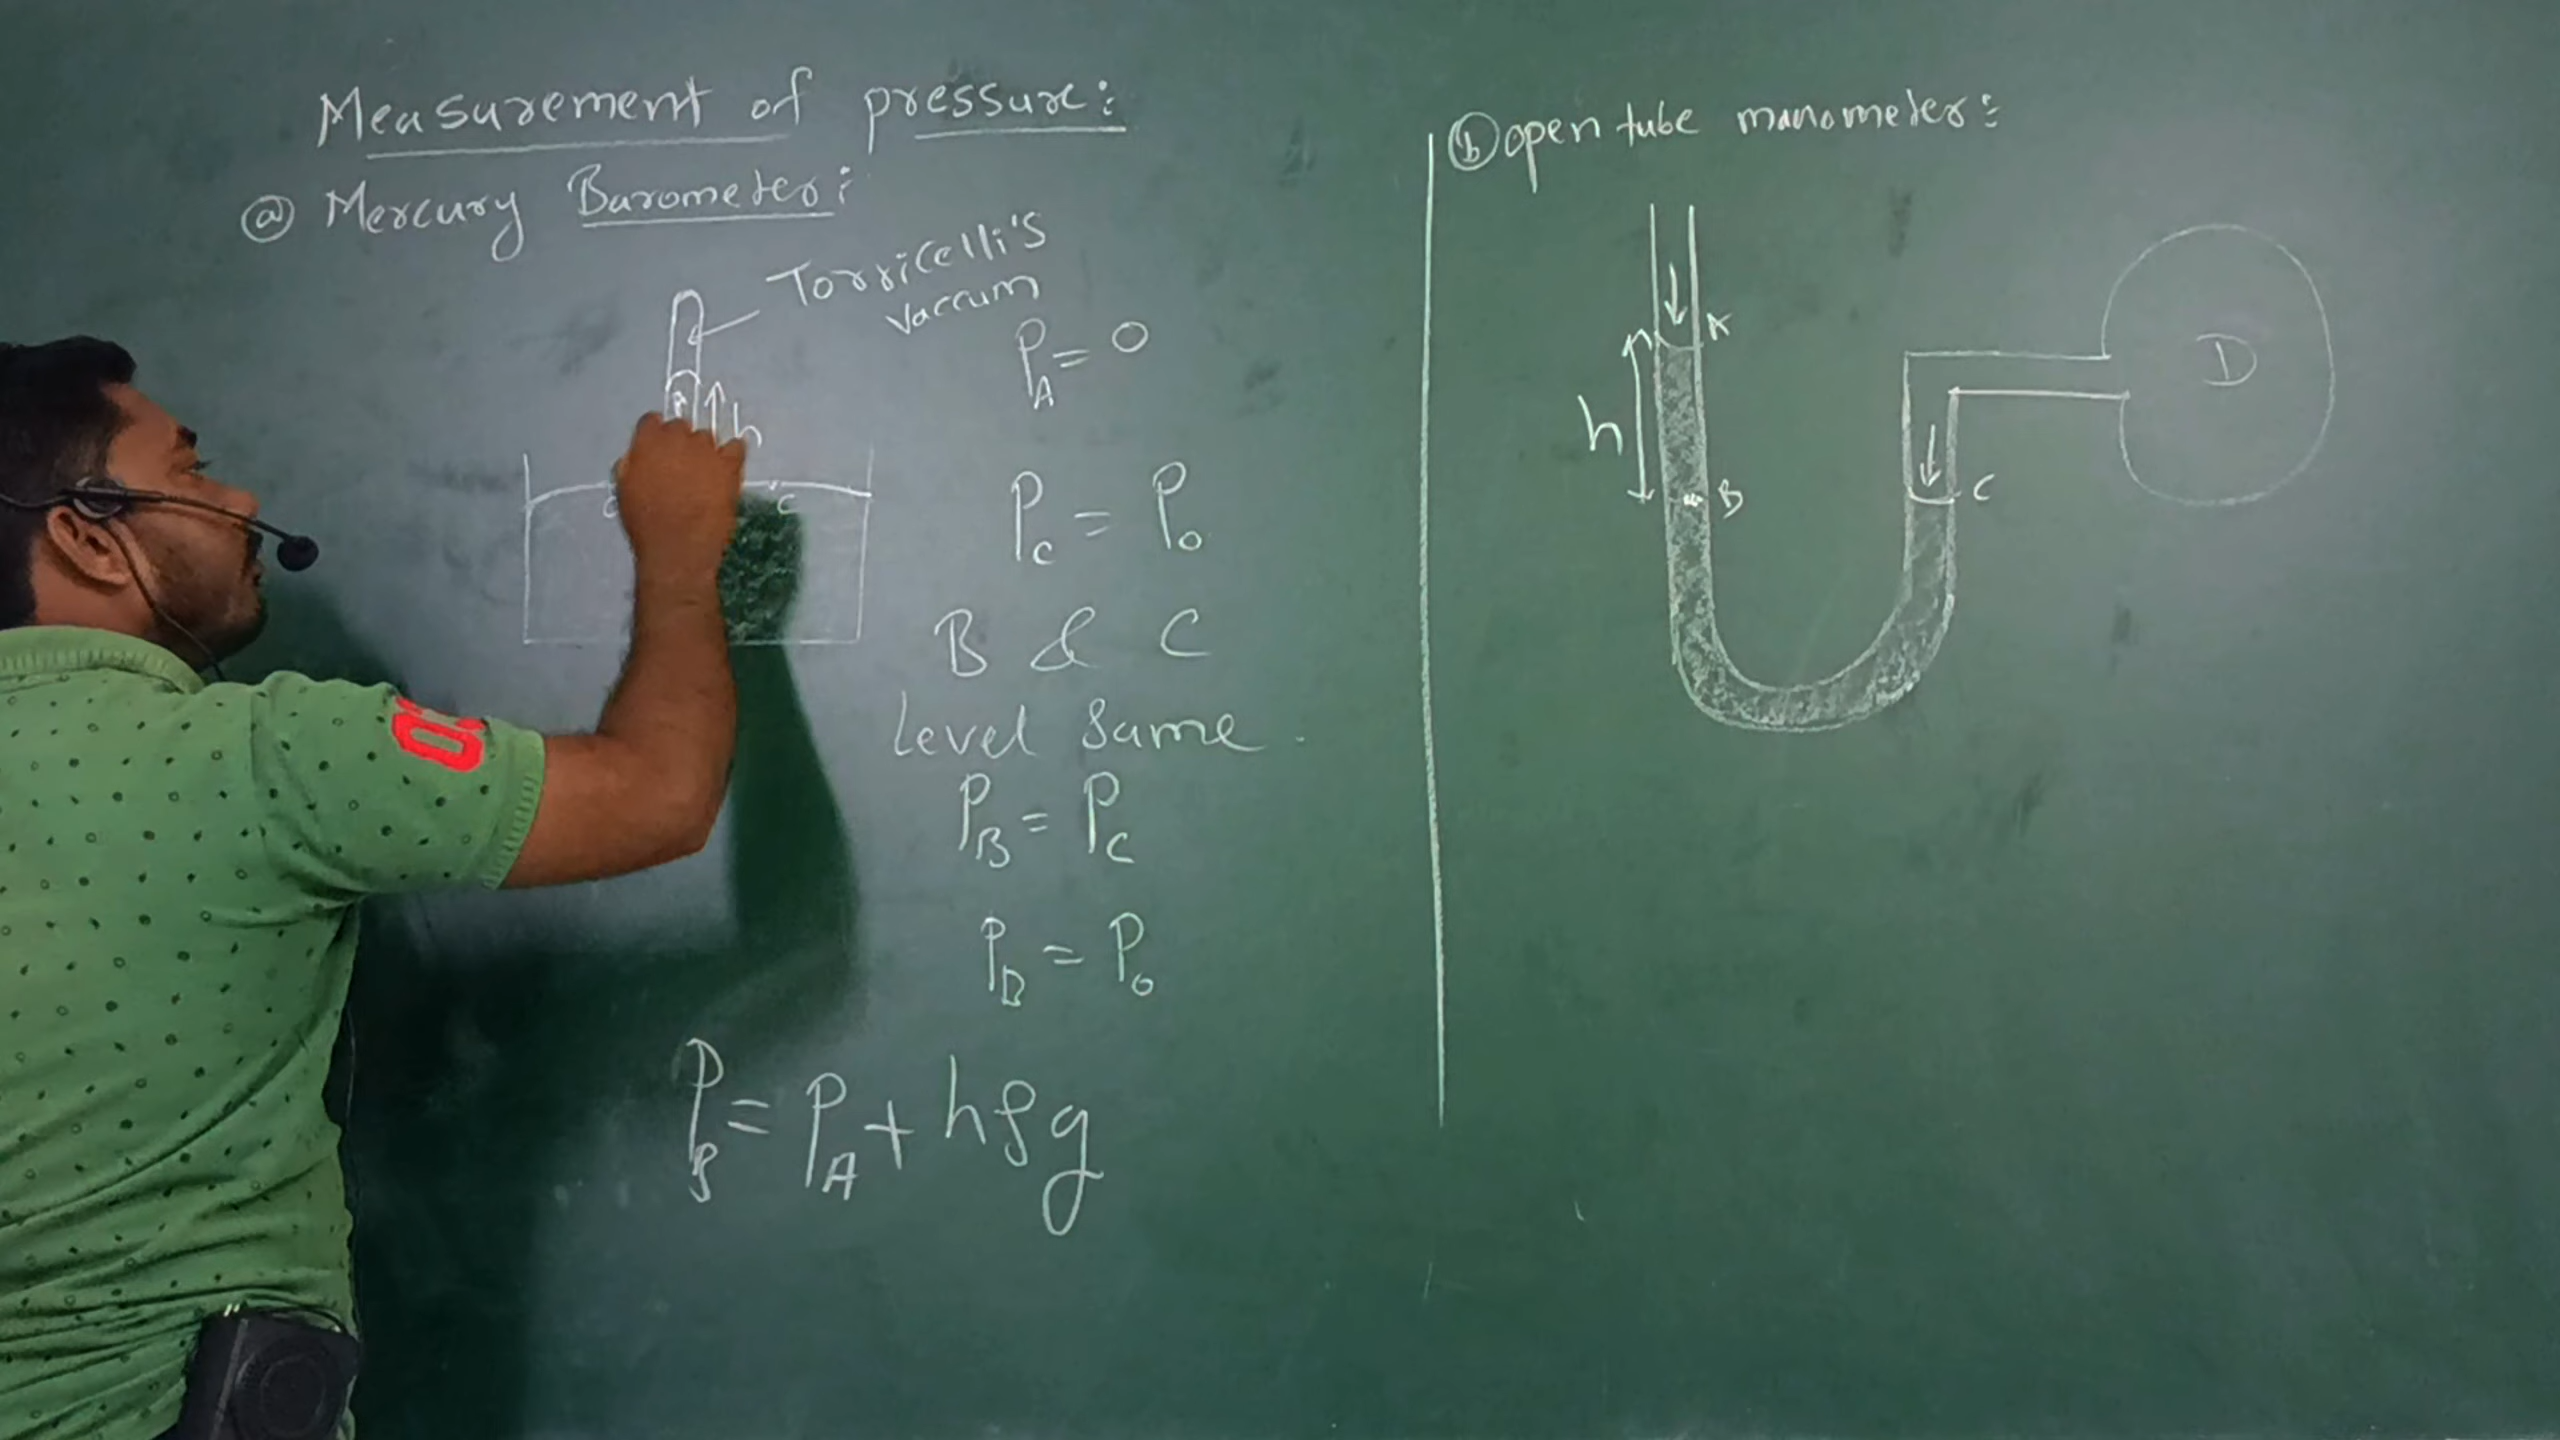 Measurement of pressure:
ⓐ Mercury Barometer:
Torricelli's
vaccum
A
h
C
P_A = 0
P_C = P_0
B & C
Level Same.
P_B = P_C
P_B = P_0
P_B = P_A + hρg
ⓑ open tube manometer:
A
h
B
C
D